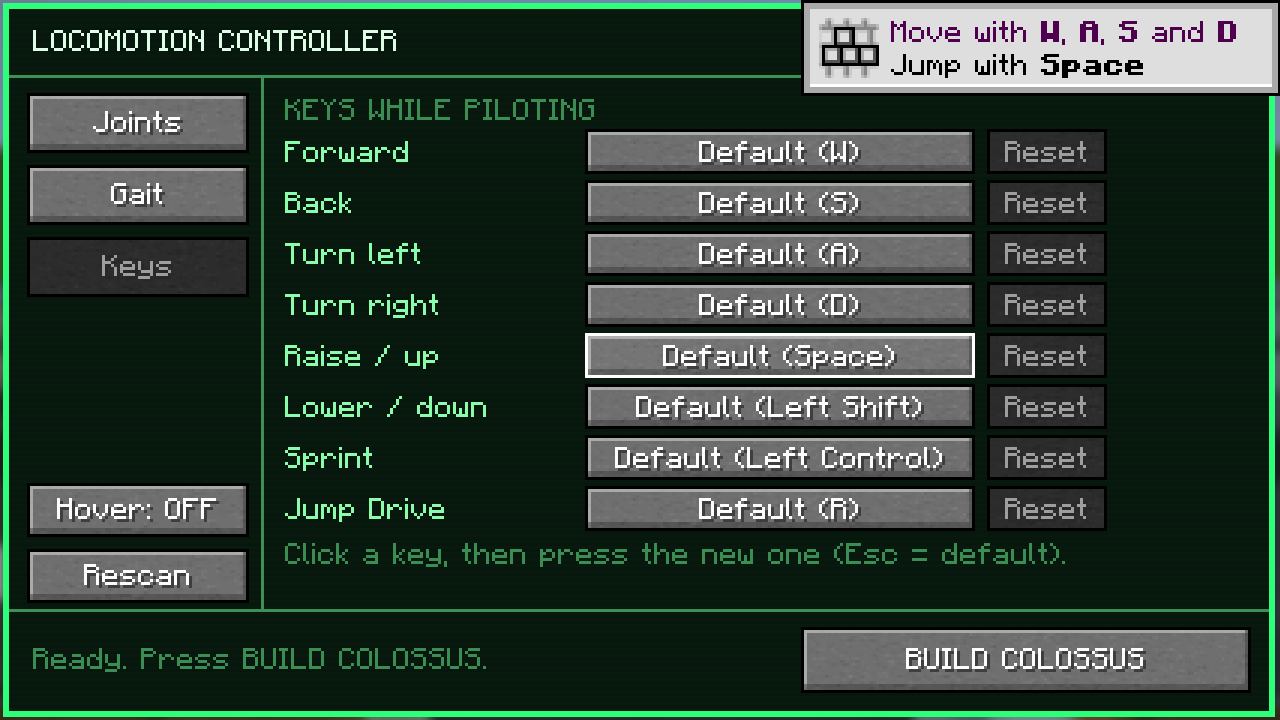 LOCOMOTION CONTROLLER
Move with W, A, S and D
Jump with Space
Joints
Gait
Keys
Hover: OFF
Rescan
KEYS WHILE PILOTING
Forward Default (W) Reset
Back Default (S) Reset
Turn left Default (A) Reset
Turn right Default (D) Reset
Raise / up Default (Space) Reset
Lower / down Default (Left Shift) Reset
Sprint Default (Left Control) Reset
Jump Drive Default (R) Reset
Click a key, then press the new one (Esc = default).
Ready. Press BUILD COLOSSUS.
BUILD COLOSSUS